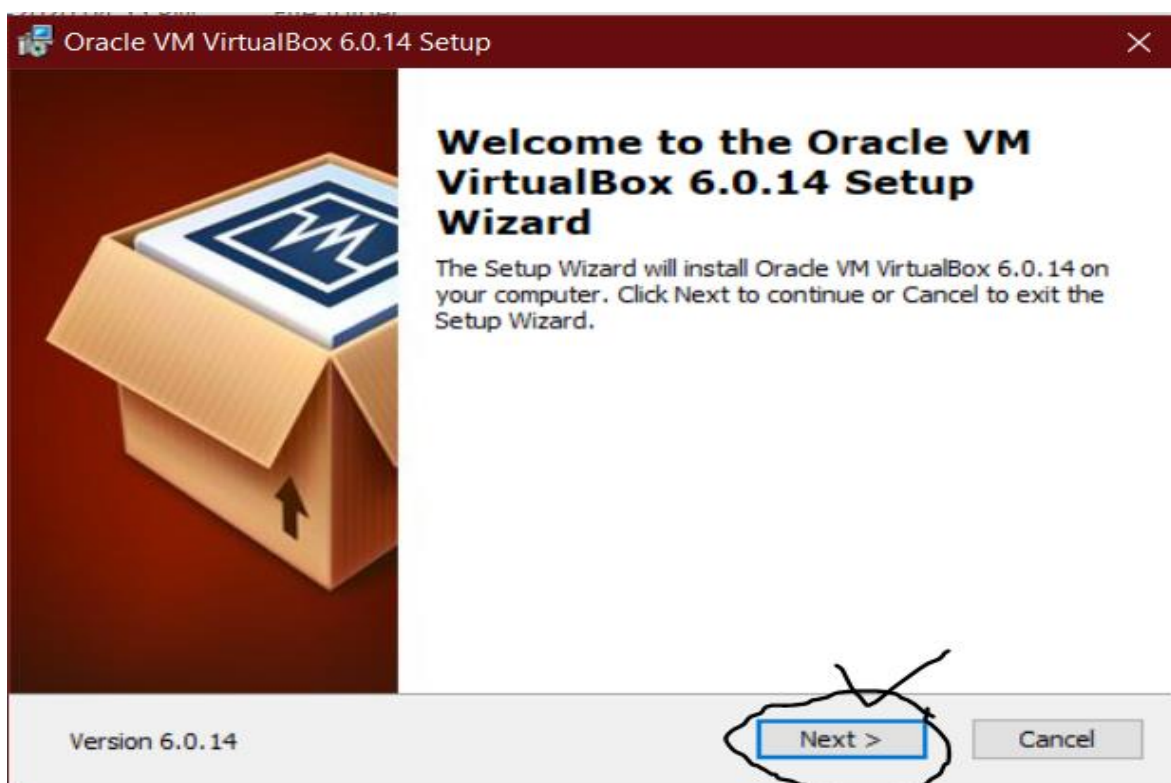 Oracle VM VirtualBox 6.0.14 Setup
Welcome to the Oracle VM
VirtualBox 6.0.14 Setup
Wizard
The Setup Wizard will install Oracle VM VirtualBox 6.0.14 on
your computer. Click Next to continue or Cancel to exit the
Setup Wizard.
Version 6.0.14
Next >
Cancel